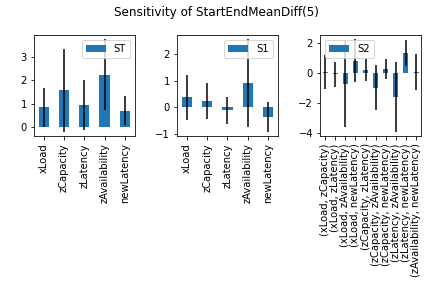 Sensitivity of StartEndMeanDiff(5)
ST
3
2
1
0
xLoad
zCapacity
zLatency
zAvailability
newLatency
S1
2
1
0
−1
xLoad
zCapacity
zLatency
zAvailability
newLatency
S2
2
0
−2
−4
(xLoad, zCapacity)
(xLoad, zLatency)
(xLoad, zAvailability)
(xLoad, newLatency)
(zCapacity, zLatency)
(zCapacity, zAvailability)
(zCapacity, newLatency)
(zLatency, zAvailability)
(zLatency, newLatency)
(zAvailability, newLatency)